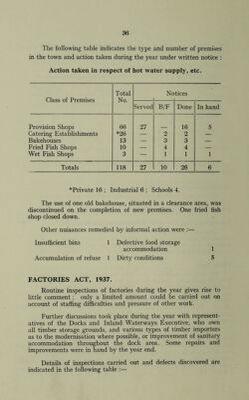 36
The following table indicates the type and number of premises
in the town and action taken during the year under written notice :
Action taken in respect of hot water supply, etc.
Class of Premises Total No. Notices
Served B/F Done In hand
Provision Shops 66 27 — 16 5
Catering Establishments *26 — 2 2 —
Bakehouses 13 — 3 3 —
Fried Fish Shops 10 — 4 4 —
Wet Fish Shops 3 — 1 1 1
Totals 118 27 10 26 6
*Private 16 ; Industrial 6 ; Schools 4.
The use of one old bakehouse, situated in a clearance area, was
discontinued on the completion of new premises. One fried fish
shop closed down.
Other nuisances remedied by informal action were :—
Insufficient bins 1 Defective food storage
accommodation 1
Accumulation of refuse 1 Dirty conditions 5
FACTORIES ACT, 1937.
Routine inspections of factories during the year gives rise to
little comment : only a limited amount could be carried out on
account of staffing difficulties and pressure of other work.
Further discussions took place during the year with represent-
atives of the Docks and Inland Waterways Executive, who own
all timber storage grounds, and various types of timber importers
as to the modernisation where possible, or improvement of sanitary
accommodation throughout the dock area. Some repairs and
improvements were in hand by the year end.
Details of inspections carried out and defects discovered are
indicated in the following table :—